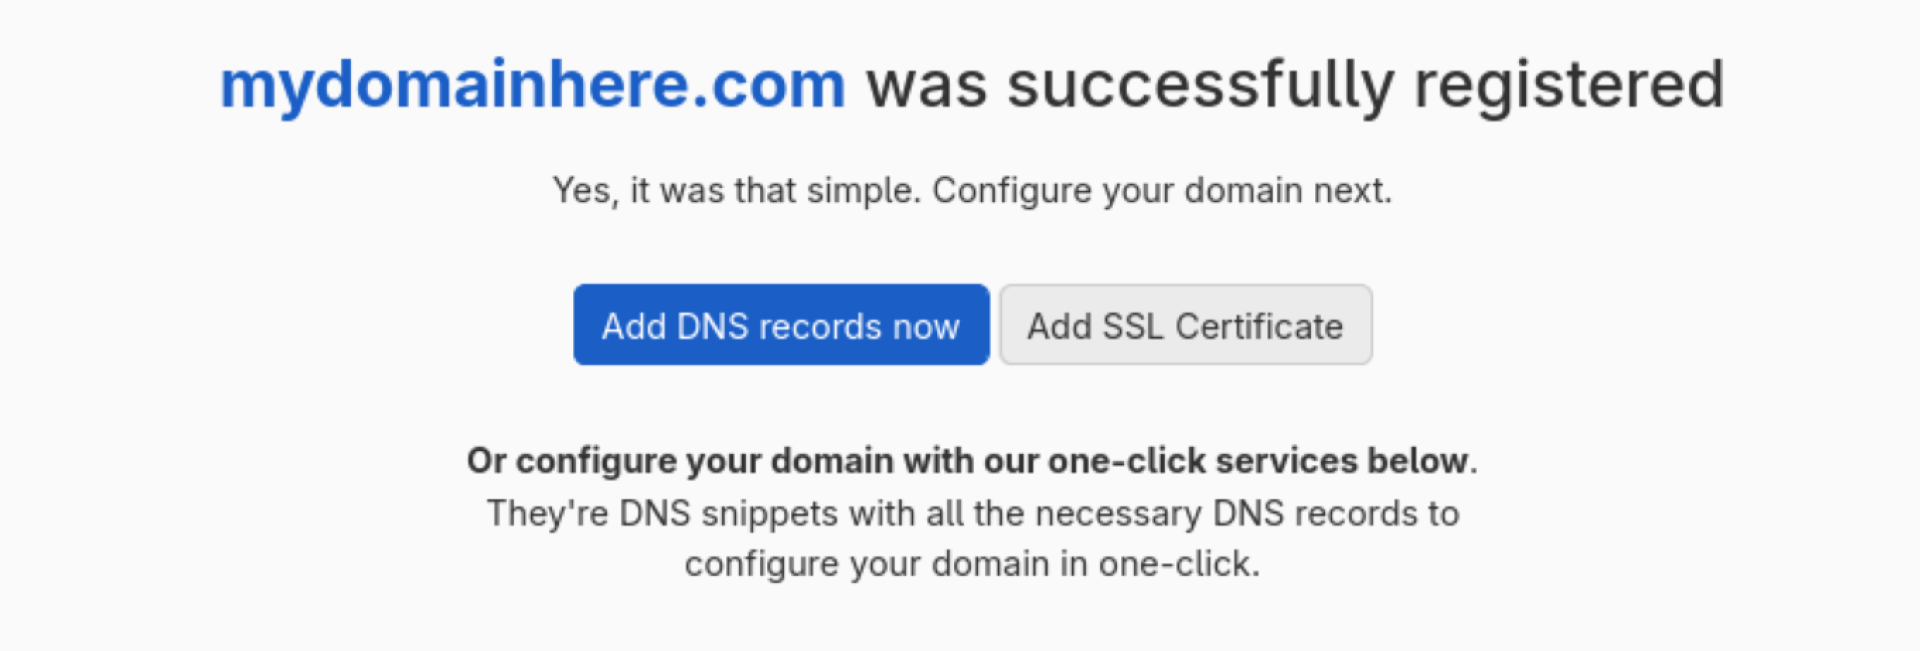 mydomainhere.com was successfully registered
Yes, it was that simple. Configure your domain next.
Add DNS records now Add SSL Certificate
Or configure your domain with our one-click services below.
They're DNS snippets with all the necessary DNS records to
configure your domain in one-click.